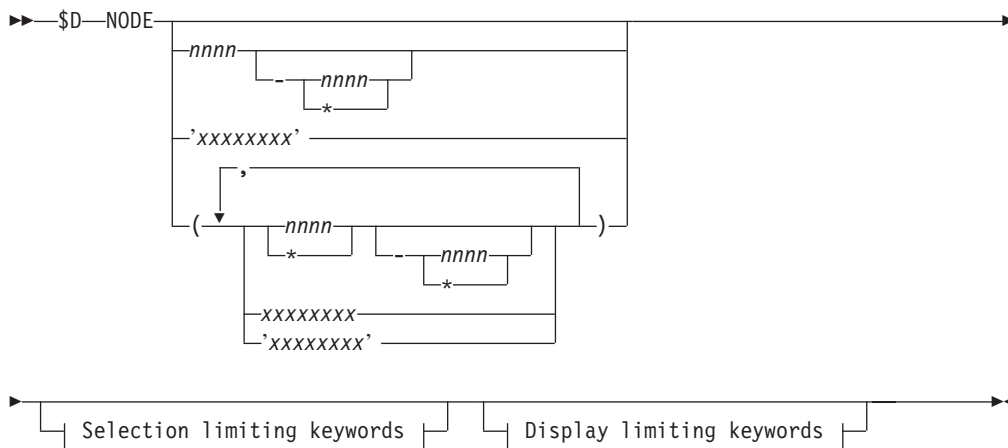 $D NODE
nnnn
- nnnn
*
'xxxxxxxx'
,
( nnnn - nnnn )
* *
xxxxxxxx
'xxxxxxxx'
Selection limiting keywords Display limiting keywords